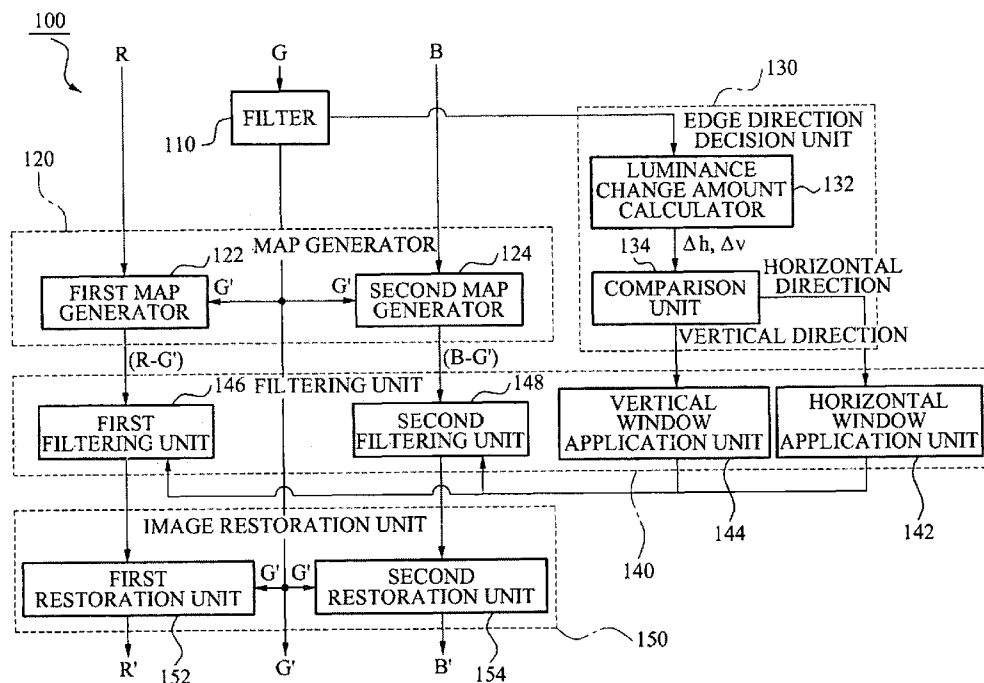 100
R
G
B
130
FILTER
110
EDGE DIRECTION
DECISION UNIT
120
LUMINANCE
CHANGE AMOUNT
CALCULATOR
132
MAP GENERATOR
134
Δh, Δv
122
124
HORIZONTAL
DIRECTION
FIRST MAP
GENERATOR
G'
G'
SECOND MAP
GENERATOR
COMPARISON
UNIT
VERTICAL
DIRECTION
(R-G')
(B-G')
146
FILTERING UNIT
148
FIRST
FILTERING UNIT
SECOND
FILTERING UNIT
VERTICAL
WINDOW
APPLICATION UNIT
HORIZONTAL
WINDOW
APPLICATION UNIT
IMAGE RESTORATION UNIT
144
142
140
FIRST
RESTORATION UNIT
G'
G'
SECOND
RESTORATION UNIT
150
R'
152
G'
B'
154